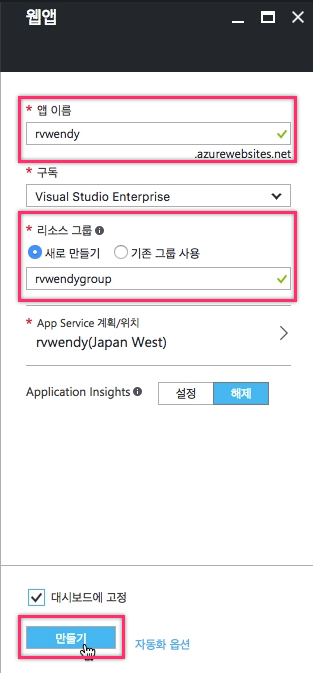 웹앱
* 앱 이름
rvwendy
.azurewebsites.net
* 구독
Visual Studio Enterprise
* 리소스 그룹
새로 만들기 기존 그룹 사용
rvwendygroup
* App Service 계획/위치
rvwendy(Japan West)
Application Insights 설정 해제
대시보드에 고정
만들기 자동화 옵션